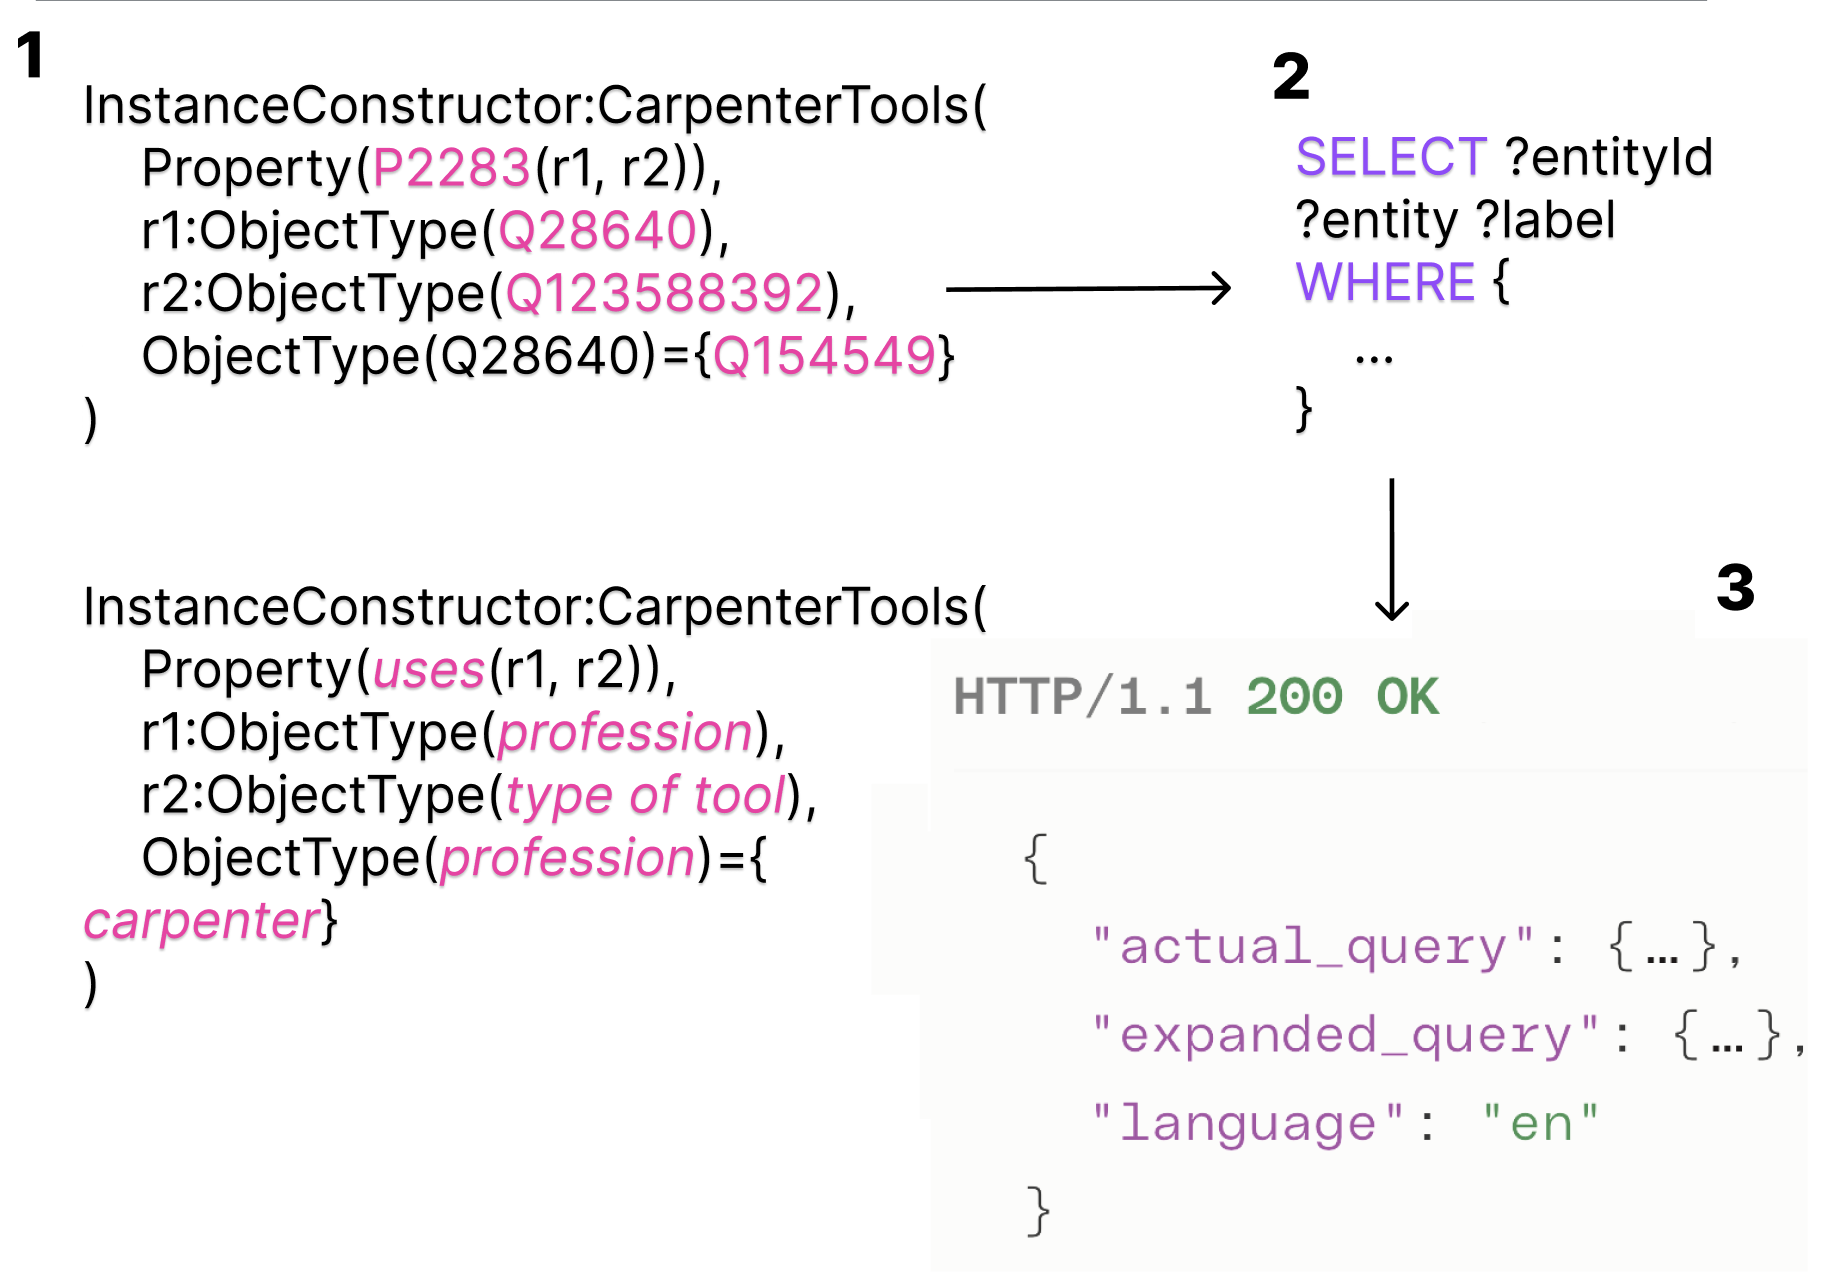 1
InstanceConstructor:CarpenterTools(
Property(P2283(r1, r2)),
r1:ObjectType(Q28640),
r2:ObjectType(Q123588392),
ObjectType(Q28640)={Q154549}
)
2
SELECT ?entityId
?entity ?label
WHERE {
...
}
InstanceConstructor:CarpenterTools(
Property(uses(r1, r2)),
r1:ObjectType(profession),
r2:ObjectType(type of tool),
ObjectType(profession)={
carpenter}
)
3
HTTP/1.1 200 OK
{
"actual_query": {...},
"expanded_query": {...},
"language": "en"
}